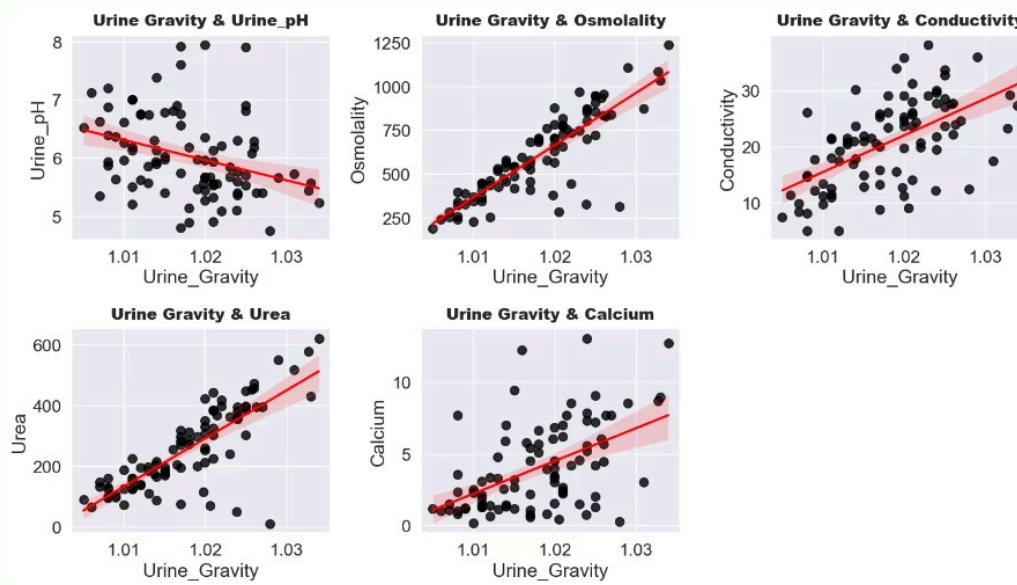 Urine Gravity & Urine_pH
8
7
6
5
Urine_pH
1.01 1.02 1.03
Urine_Gravity
Urine Gravity & Osmolality
1250
1000
750
500
250
Osmolality
1.01 1.02 1.03
Urine_Gravity
Urine Gravity & Conductivity
30
20
10
Conductivity
1.01 1.02 1.03
Urine_Gravity
Urine Gravity & Urea
600
400
200
0
Urea
1.01 1.02 1.03
Urine_Gravity
Urine Gravity & Calcium
10
5
0
Calcium
1.01 1.02 1.03
Urine_Gravity